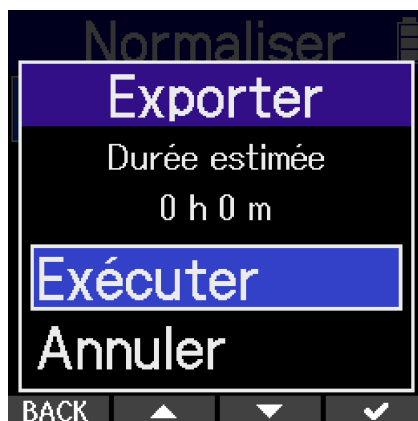 Normaliser
Exporter
Durée estimée
0 h 0 m
Exécuter
Annuler
BACK